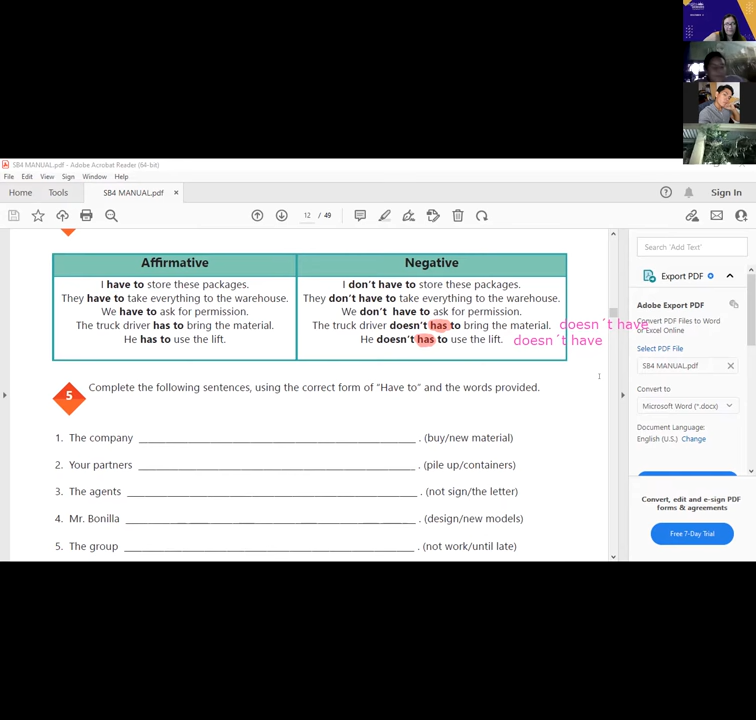 SB4 MANUAL.pdf - Adobe Acrobat Reader (64-bit)
File Edit View Sign Window Help
Home Tools SB4 MANUAL.pdf × Sign In
12 / 49
Affirmative Negative
I have to store these packages. I don't have to store these packages.
They have to take everything to the warehouse. They don't have to take everything to the warehouse.
We have to ask for permission. We don't have to ask for permission.
The truck driver has to bring the material. The truck driver doesn't has to bring the material. doesn´t have
He has to use the lift. He doesn't has to use the lift. doesn´t have
5 Complete the following sentences, using the correct form of “Have to” and the words provided.
1. The company ________________ . (buy/new material)
2. Your partners ________________ . (pile up/containers)
3. The agents ________________ . (not sign/the letter)
4. Mr. Bonilla ________________ . (design/new models)
5. The group ________________ . (not work/until late)
Search 'Add Text'
Export PDF
Adobe Export PDF
Convert PDF Files to Word
or Excel Online
Select PDF File
SB4 MANUAL.pdf ×
Convert to
Microsoft Word (*.docx)
Document Language:
English (U.S.) Change
Convert, edit and e-sign PDF
forms & agreements
Free 7-Day Trial